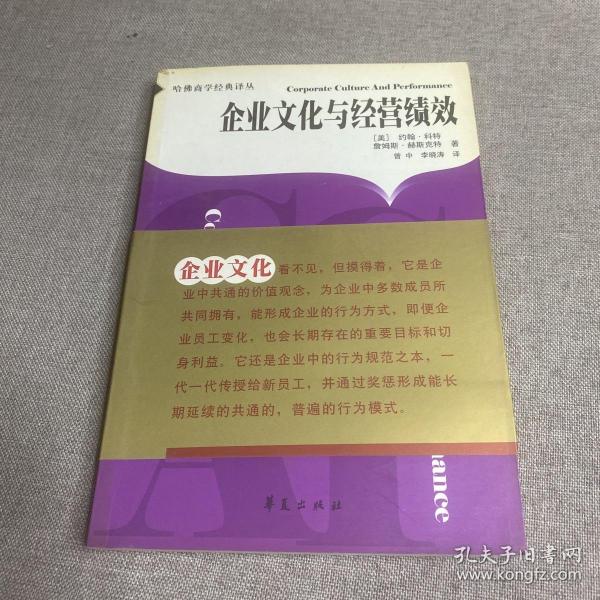 哈佛商学经典译丛
Corporate Culture And Performance
企业文化与经营绩效
[美] 约翰·科特
詹姆斯·赫斯克特 著
曾中 李晓涛 译
Co
企业文化看不见，但摸得着，它是企
业中共通的价值观念，为企业中多数成员所
共同拥有，能形成企业的行为方式，即便企
业员工变化，也会长期存在的重要目标和切
身利益。它还是企业中的行为规范之本，一
代一代传授给新员工，并通过奖惩形成能长
期延续的共通的，普遍的行为模式。
mance
华夏出版社
孔夫子旧书网
www.kongfz.com